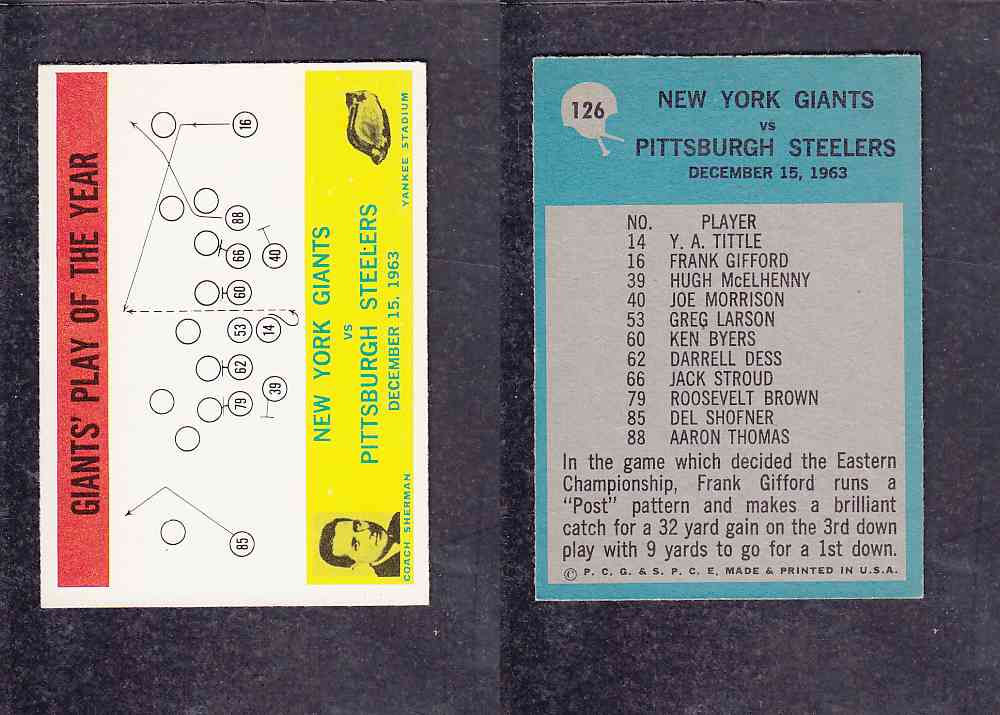 GIANTS' PLAY OF THE YEAR
16
88
66
40
60
53
14
62
79
39
85
NEW YORK GIANTS
VS
PITTSBURGH STEELERS
DECEMBER 15, 1963
COACH SHERMAN
YANKEE STADIUM
126
NEW YORK GIANTS
VS
PITTSBURGH STEELERS
DECEMBER 15, 1963
NO. PLAYER
14 Y. A. TITTLE
16 FRANK GIFFORD
39 HUGH McELHENNY
40 JOE MORRISON
53 GREG LARSON
60 KEN BYERS
62 DARRELL DESS
66 JACK STROUD
79 ROOSEVELT BROWN
85 DEL SHOFNER
88 AARON THOMAS
In the game which decided the Eastern
Championship, Frank Gifford runs a
"Post" pattern and makes a brilliant
catch for a 32 yard gain on the 3rd down
play with 9 yards to go for a 1st down.
© P. C. G. & S. P. C. E, MADE & PRINTED IN U.S.A.